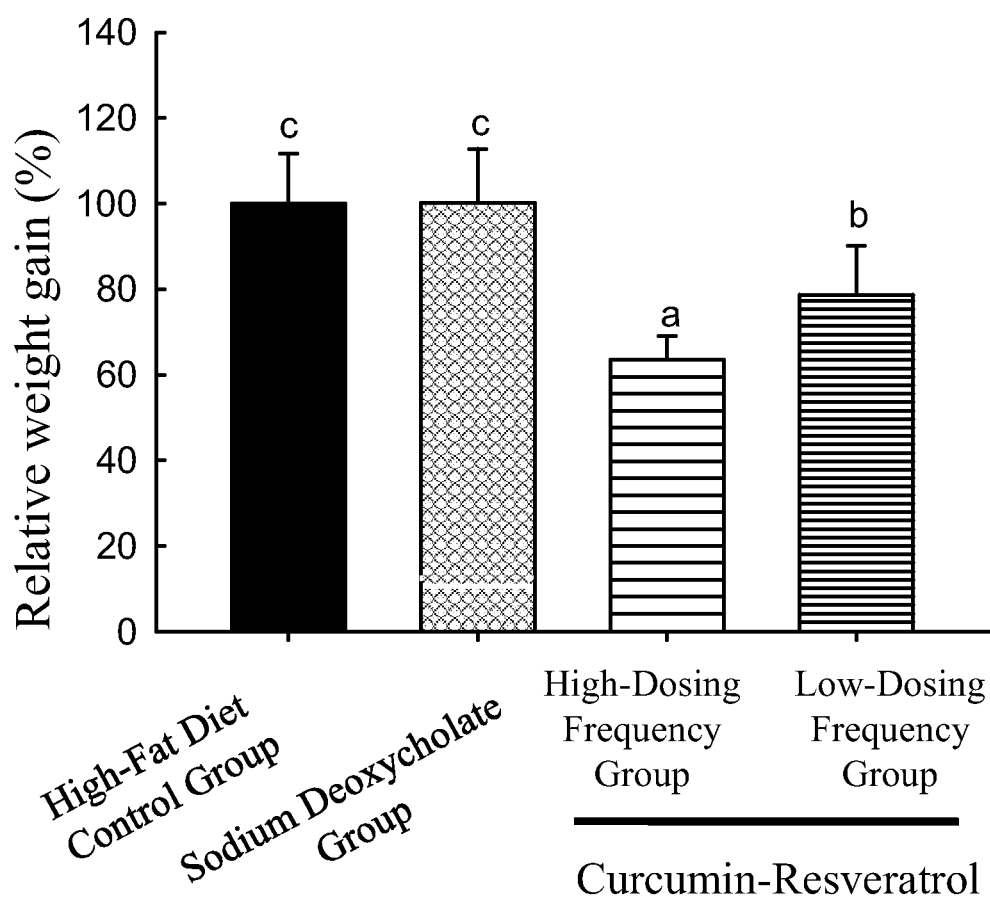 Relative weight gain (%)
140
120
100
80
60
40
20
0
c
c
a
b
High-Fat Diet
Control Group
Sodium Deoxycholate
Group
High-Dosing
Frequency
Group
Low-Dosing
Frequency
Group
Curcumin-Resveratrol